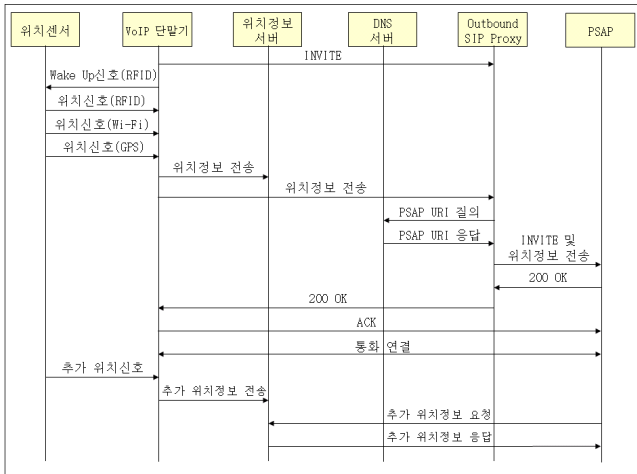 위치센서
VoIP 단말기
위치정보
서버
DNS
서버
Outbound
SIP Proxy
PSAP
INVITE
Wake Up신호(RFID)
위치신호(RFID)
위치신호(Wi-Fi)
위치신호(GPS)
위치정보 전송
위치정보 전송
PSAP URI 질의
PSAP URI 응답
INVITE 및
위치정보 전송
200 OK
200 OK
ACK
통화 연결
추가 위치신호
추가 위치정보 전송
추가 위치정보 요청
추가 위치정보 응답